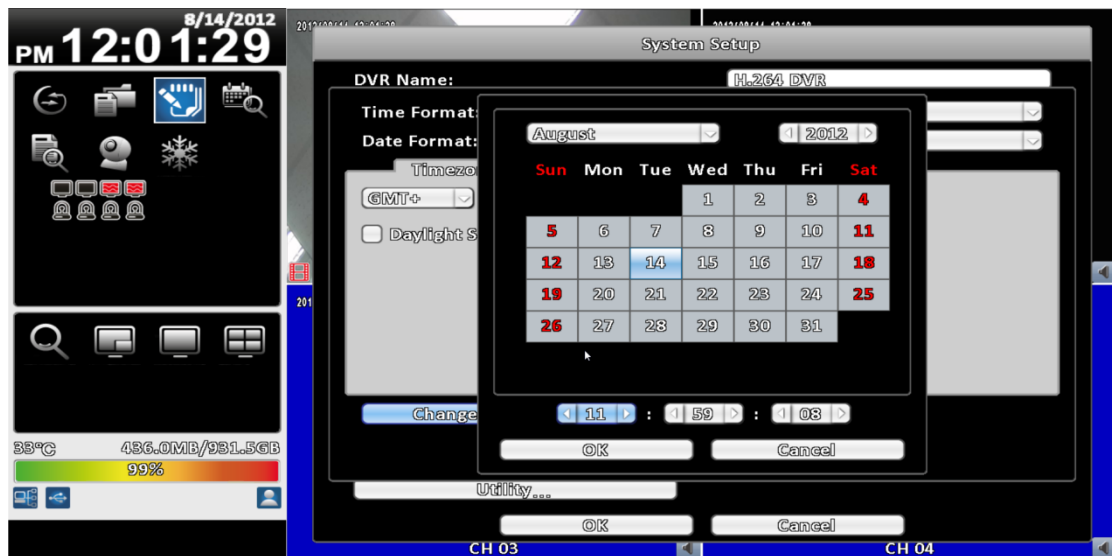 8/14/2012
PM 12:01:29
33°C 436.0MB/931.5GB
99%
System Setup
DVR Name: H.264 DVR
Time Format:
Date Format:
Timezo
GMT+
Daylight S
August 2012
Sun Mon Tue Wed Thu Fri Sat
1 2 3 4
5 6 7 8 9 10 11
12 13 14 15 16 17 18
19 20 21 22 23 24 25
26 27 28 29 30 31
Change
11 : 59 : 08
OK Cancel
Utility...
OK Cancel
201
CH 03 CH 04